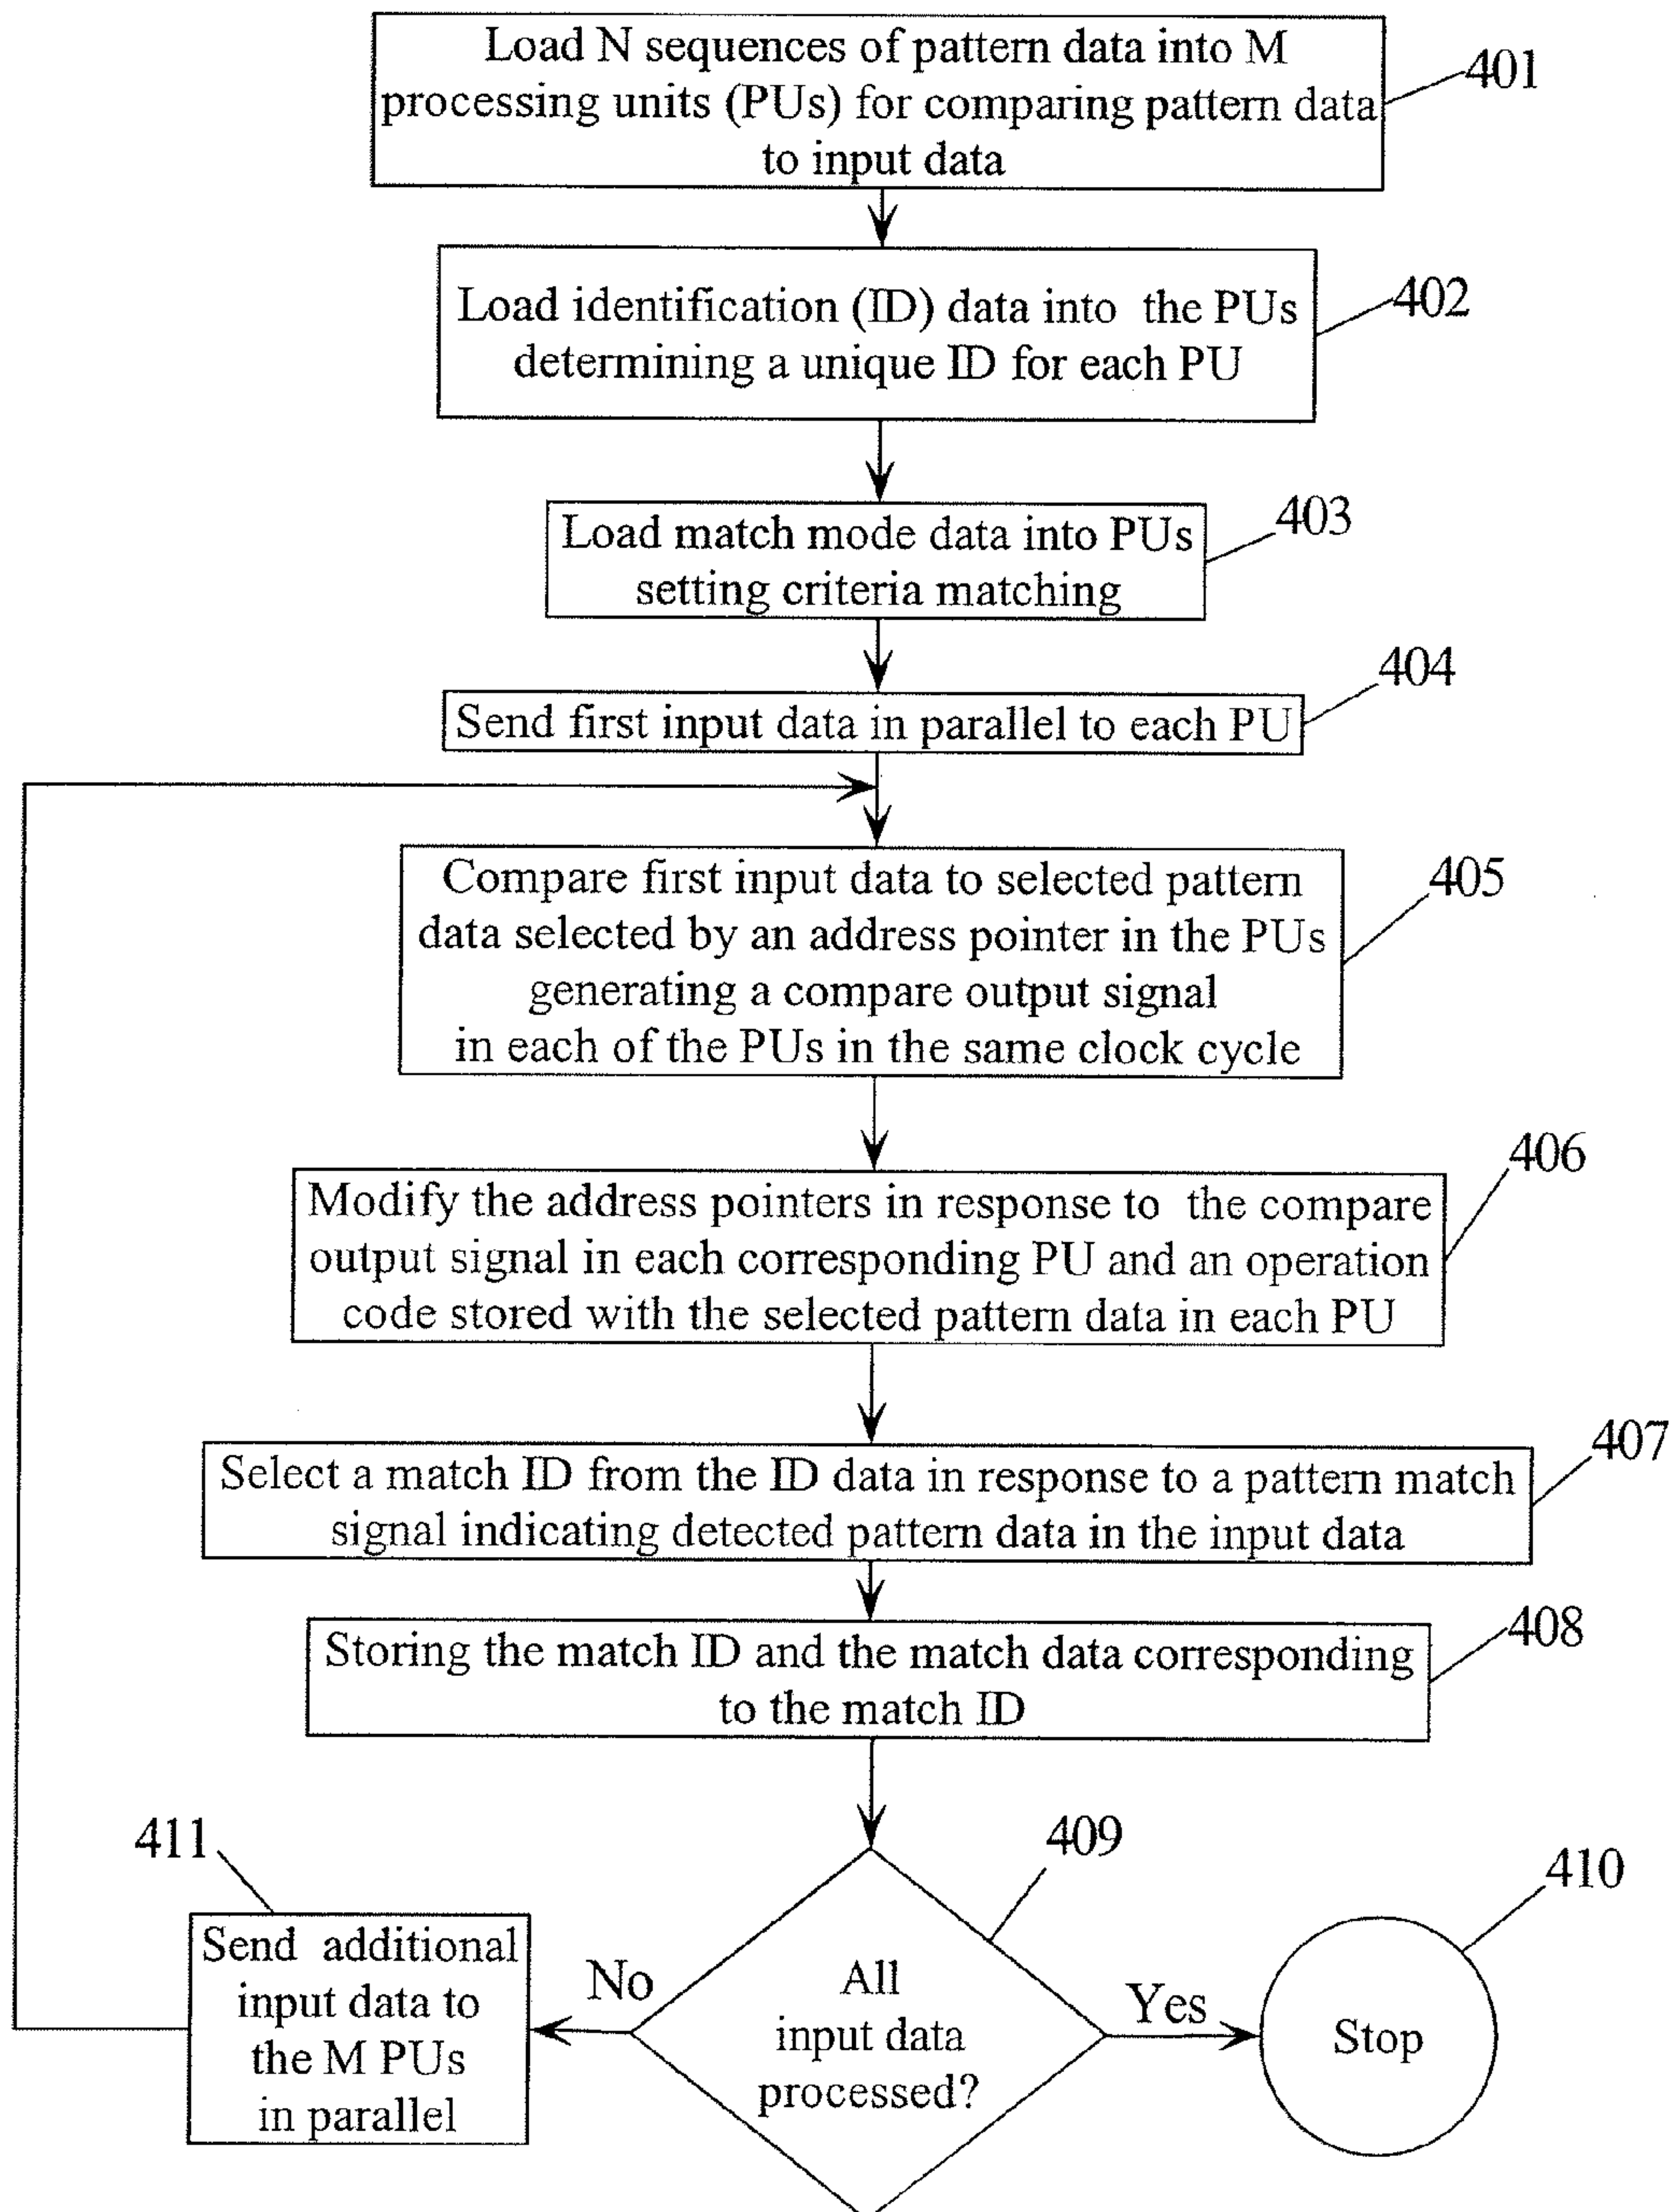 Load N sequences of pattern data into M
processing units (PUs) for comparing pattern data
to input data
401
Load identification (ID) data into the PUs
determining a unique ID for each PU
402
Load match mode data into PUs
setting criteria matching
403
Send first input data in parallel to each PU
404
Compare first input data to selected pattern
data selected by an address pointer in the PUs
generating a compare output signal
in each of the PUs in the same clock cycle
405
Modify the address pointers in response to the compare
output signal in each corresponding PU and an operation
code stored with the selected pattern data in each PU
406
Select a match ID from the ID data in response to a pattern match
signal indicating detected pattern data in the input data
407
Storing the match ID and the match data corresponding
to the match ID
408
409
All
input data
processed?
No
Yes
411
Send additional
input data to
the M PUs
in parallel
410
Stop